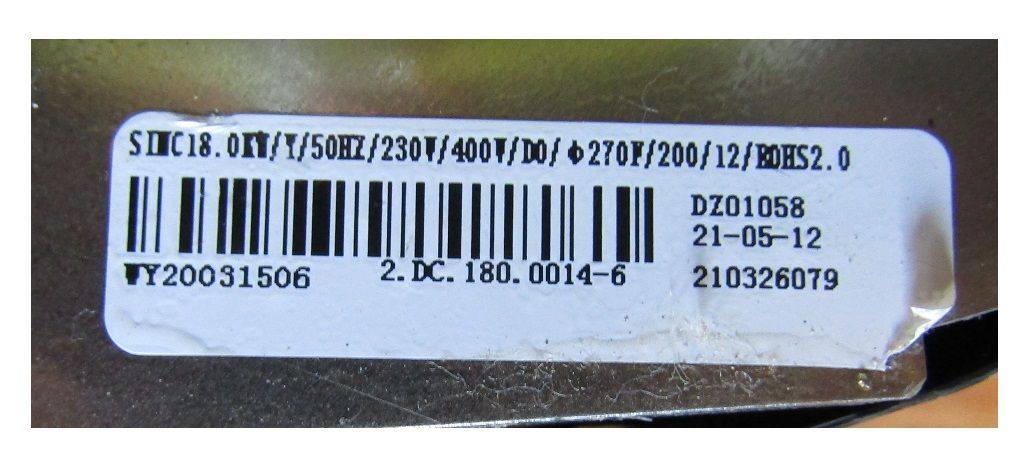 SIMC18.0KW/Y/50HZ/230V/400V/D0/Φ270F/200/12/ROHS2.0
DZ01058
21-05-12
WY20031506 2.DC.180.0014-6 210326079